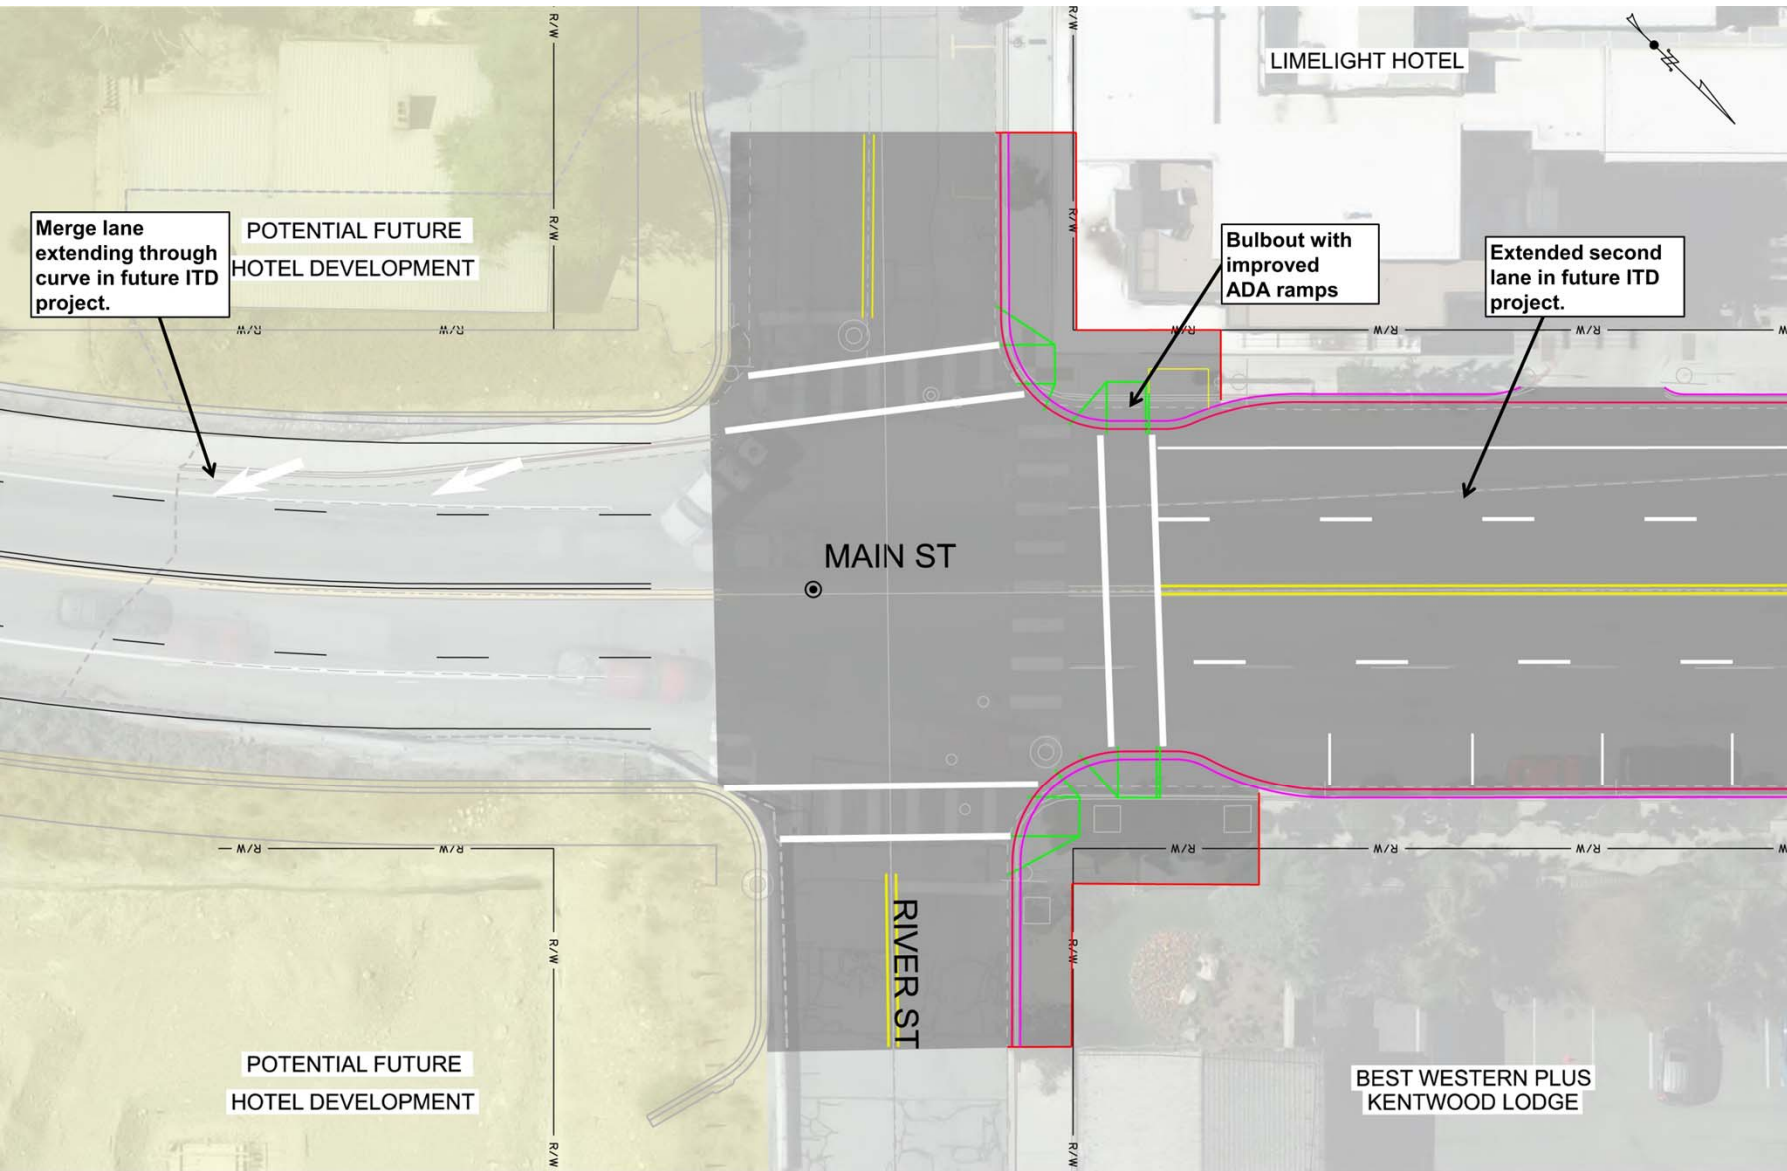 R/W
R/W
LIMELIGHT HOTEL
N
Merge lane
extending through
curve in future ITD
project.
POTENTIAL FUTURE
HOTEL DEVELOPMENT
R/W
R/W
Bulbout with
improved
ADA ramps
Extended second
lane in future ITD
project.
R/W
R/W
R/W
R/W
R/W
MAIN ST
R/W
R/W
R/W
R/W
R/W
RIVER ST
R/W
R/W
POTENTIAL FUTURE
HOTEL DEVELOPMENT
BEST WESTERN PLUS
KENTWOOD LODGE
R/W
R/W